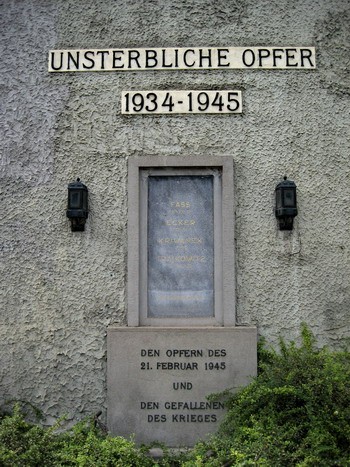 UNSTERBLICHE OPFER
1934-1945
DEN OPFERN DES
21. FEBRUAR 1945
UND
DEN GEFALLENEN
DES KRIEGES